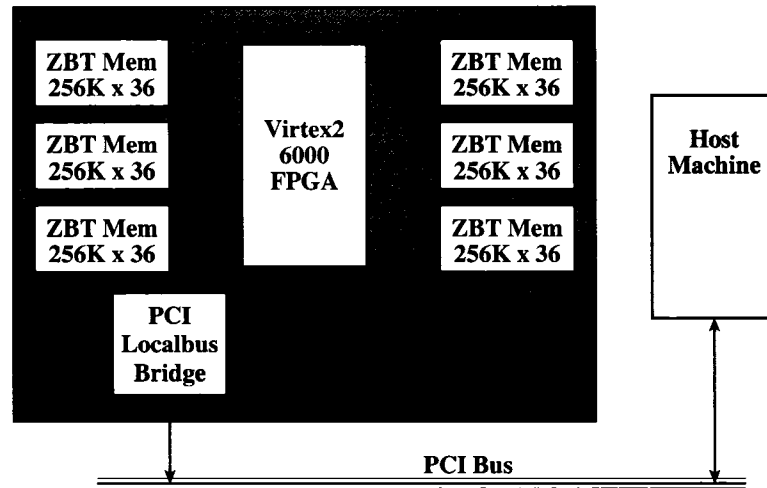 ZBT Mem
256K x 36
ZBT Mem
256K x 36
ZBT Mem
256K x 36
Virtex2
6000
FPGA
ZBT Mem
256K x 36
ZBT Mem
256K x 36
ZBT Mem
256K x 36
PCI
Localbus
Bridge
Host
Machine
PCI Bus